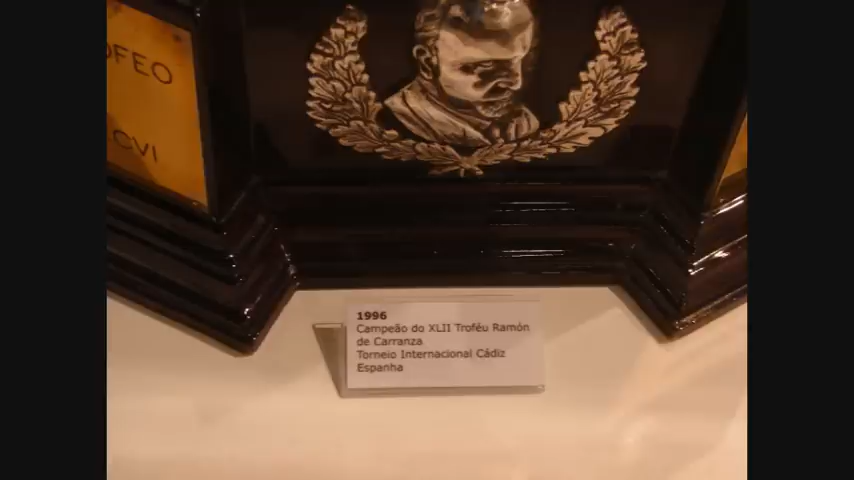 OFEO
CVI
1996
Campeão do XLII Troféu Ramón
de Carranza
Torneio Internacional Cádiz
Espanha